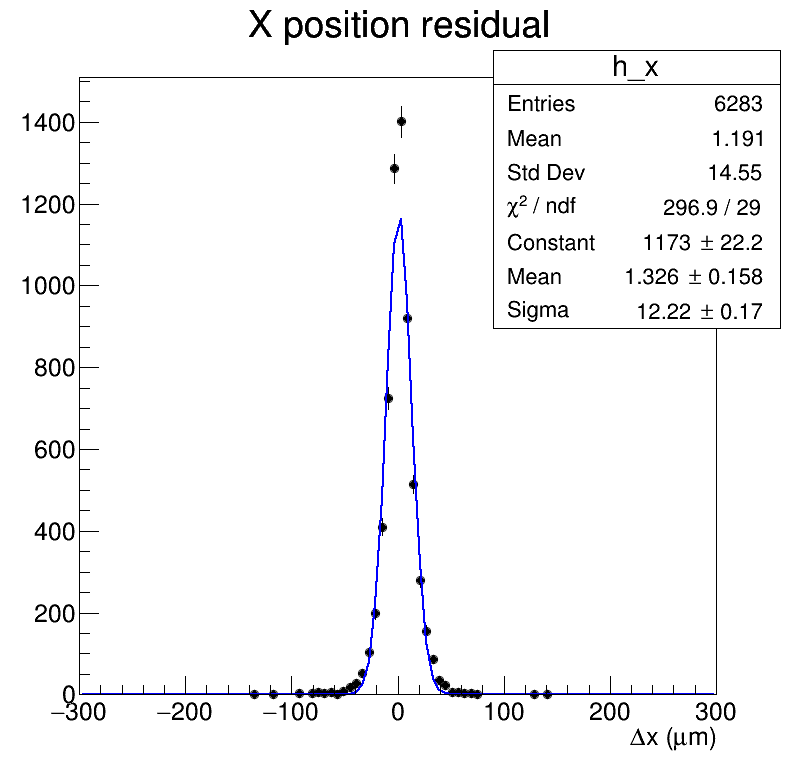 X position residual
h_x
Entries 6283
Mean 1.191
Std Dev 14.55
χ² / ndf 296.9 / 29
Constant 1173 ± 22.2
Mean 1.326 ± 0.158
Sigma 12.22 ± 0.17
1400
1200
1000
800
600
400
200
0
−300 −200 −100 0 100 200 300
Δx (μm)